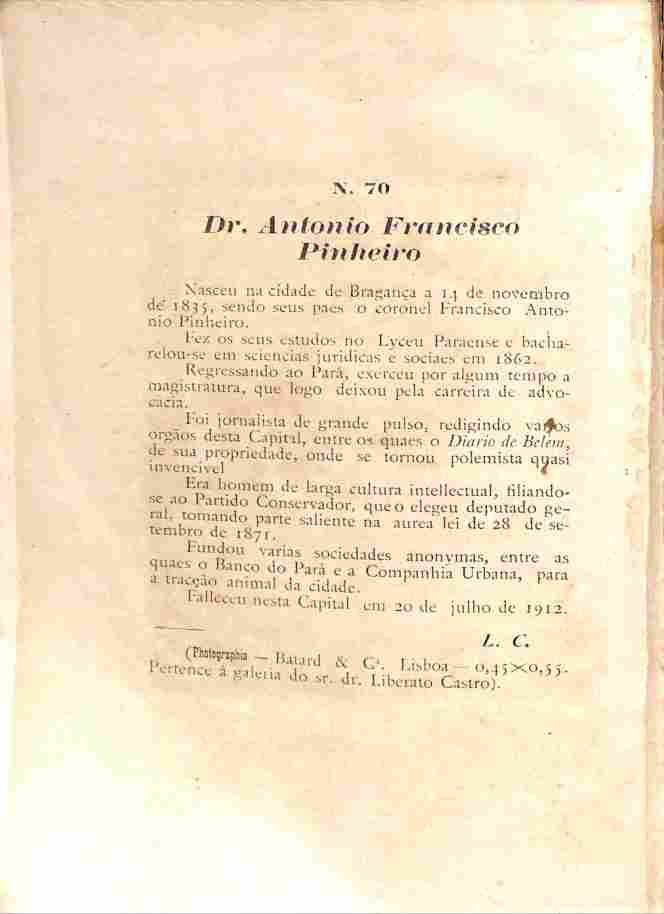 N. 70
Dr. Antonio Francisco
Pinheiro
Nasceu na cidade de Bragança a 14 de novembro
de 1835, sendo seus paes o coronel Francisco Anto-
nio Pinheiro.
Fez os seus estudos no Lyceu Paraense e bacha-
relou-se em sciencias juridicas e sociaes em 1862.
Regressando ao Pará, exerceu por algum tempo a
magistratura, que logo deixou pela carreira de advo-
cacia.
Foi jornalista de grande pulso, redigindo varios
orgãos desta Capital, entre os quaes o Diario de Belem,
de sua propriedade, onde se tornou polemista quasi
invencivel
Era homem de larga cultura intellectual, filiando-
se ao Partido Conservador, que o elegeu deputado ge-
ral, tomando parte saliente na aurea lei de 28 de se-
tembro de 1871.
Fundou varias sociedades anonymas, entre as
quaes o Banco do Pará e a Companhia Urbana, para
a tracção animal da cidade.
Falleceu nesta Capital em 20 de julho de 1912.
L. C.
(Photographia — Batard & Cª. Lisboa — 0,45×0,55.
Pertence á galeria do sr. dr. Liberato Castro).